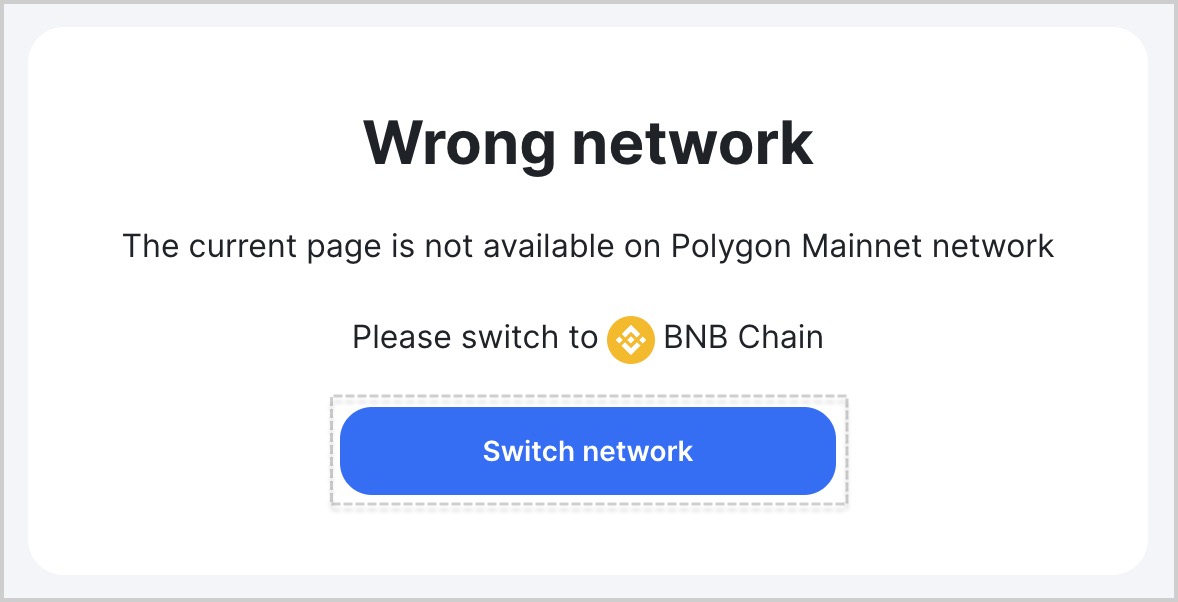 Wrong network
The current page is not available on Polygon Mainnet network
Please switch to BNB Chain
Switch network